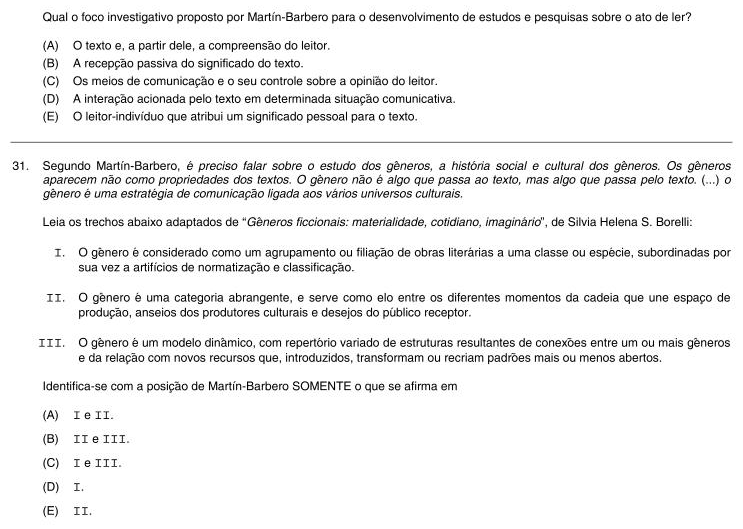 Qual o foco investigativo proposto por Martín-Barbero para o desenvolvimento de estudos e pesquisas sobre o ato de ler?
(A) O texto e, a partir dele, a compreensão do leitor.
(B) A recepção passiva do significado do texto.
(C) Os meios de comunicação e o seu controle sobre a opinião do leitor.
(D) A interação acionada pelo texto em determinada situação comunicativa.
(E) O leitor-indivíduo que atribui um significado pessoal para o texto.
31. Segundo Martín-Barbero, é preciso falar sobre o estudo dos gêneros, a história social e cultural dos gêneros. Os gêneros
aparecem não como propriedades dos textos. O gênero não é algo que passa ao texto, mas algo que passa pelo texto. (...) o
gênero é uma estratégia de comunicação ligada aos vários universos culturais.
Leia os trechos abaixo adaptados de “Gêneros ficcionais: materialidade, cotidiano, imaginário”, de Silvia Helena S. Borelli:
I. O gênero é considerado como um agrupamento ou filiação de obras literárias a uma classe ou espécie, subordinadas por
sua vez a artifícios de normatização e classificação.
II. O gênero é uma categoria abrangente, e serve como elo entre os diferentes momentos da cadeia que une espaço de
produção, anseios dos produtores culturais e desejos do público receptor.
III. O gênero é um modelo dinâmico, com repertório variado de estruturas resultantes de conexões entre um ou mais gêneros
e da relação com novos recursos que, introduzidos, transformam ou recriam padrões mais ou menos abertos.
Identifica-se com a posição de Martín-Barbero SOMENTE o que se afirma em
(A) I e II.
(B) II e III.
(C) I e III.
(D) I.
(E) II.